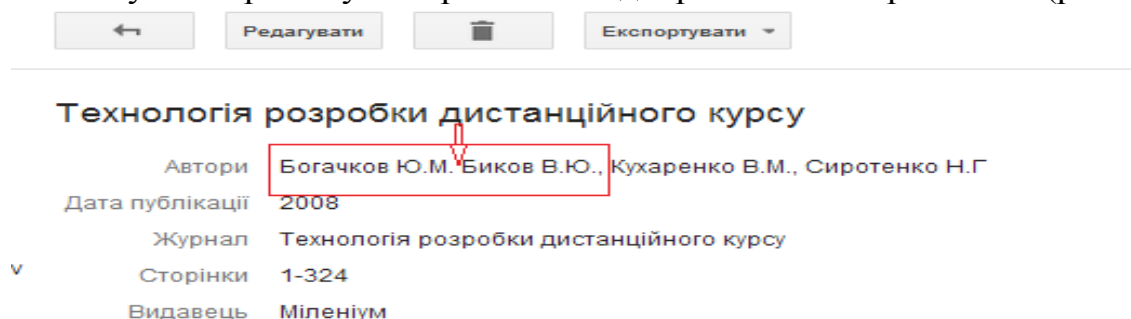 Редагувати Експортувати
Технологія розробки дистанційного курсу
Автори Богачков Ю.М. Биков В.Ю., Кухаренко В.М., Сиротенко Н.Г
Дата публікації 2008
Журнал Технологія розробки дистанційного курсу
Сторінки 1-324
Видавець Міленіум